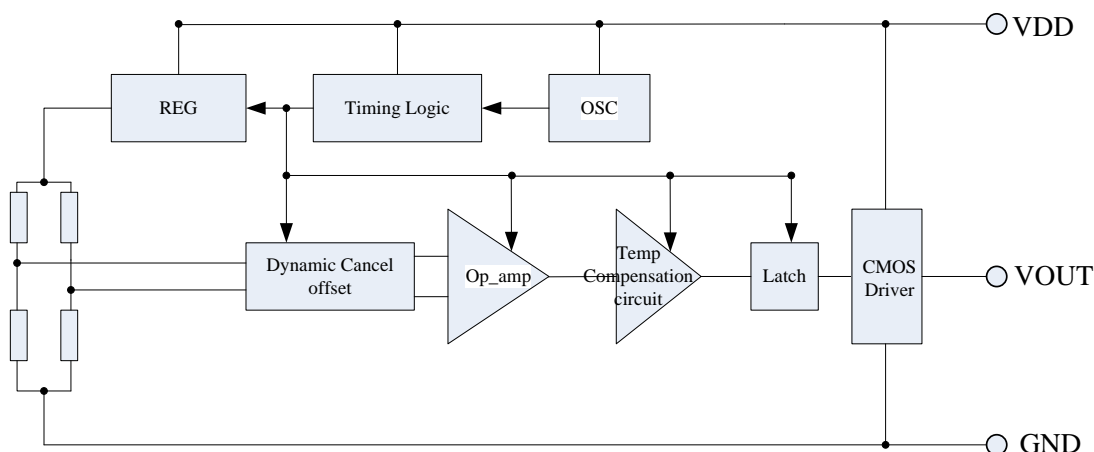 VDD
REG
Timing Logic
OSC
Dynamic Cancel
offset
Op_amp
Temp
Compensation
circuit
Latch
CMOS
Driver
VOUT
GND